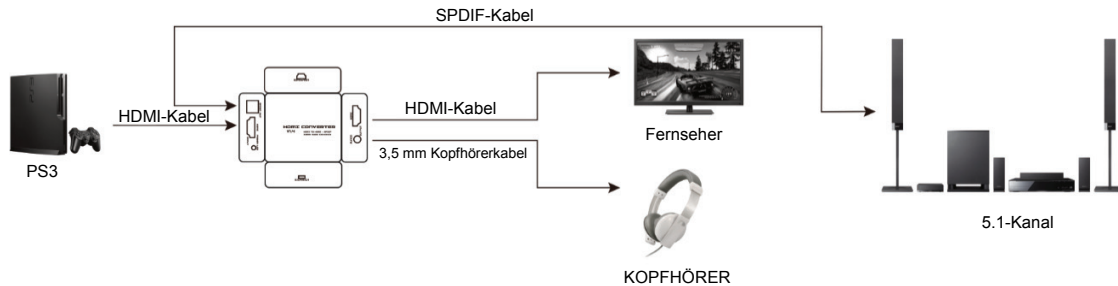 SPDIF-Kabel
HDMI-Kabel
PS3
HDMI CONVERTER
HDMI-Kabel
3,5 mm Kopfhörerkabel
Fernseher
KOPFHÖRER
5.1-Kanal